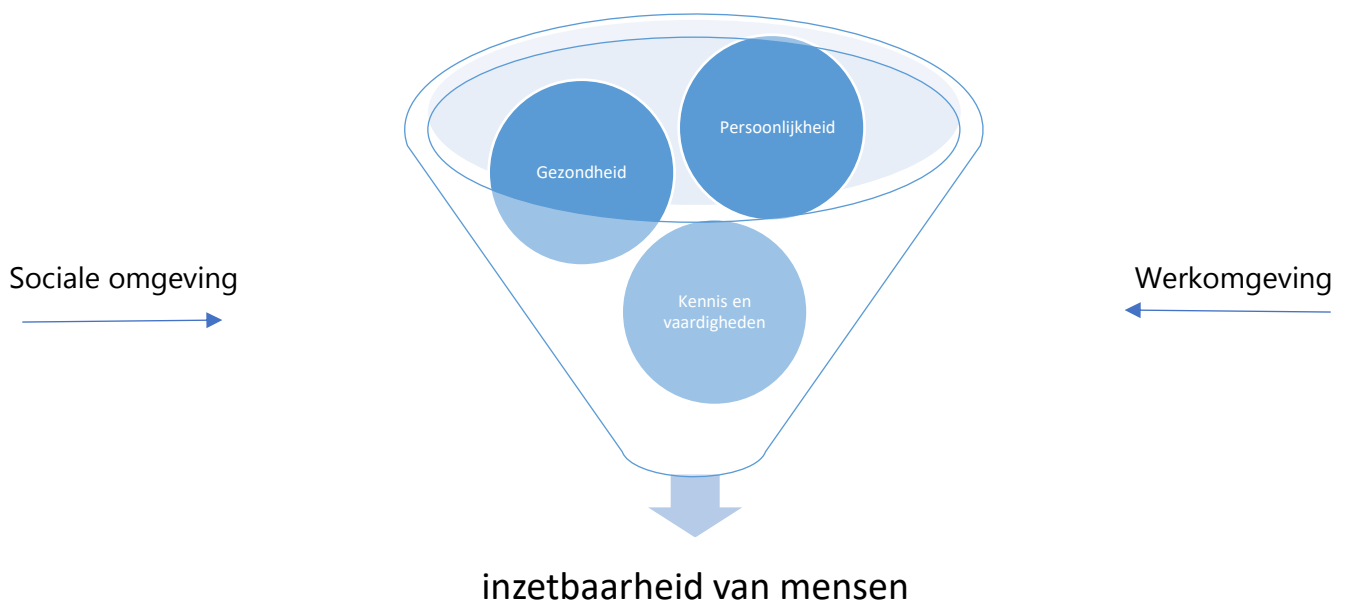 Persoonlijkheid
Gezondheid
Sociale omgeving
Werkomgeving
Kennis en
vaardigheden
inzetbaarheid van mensen